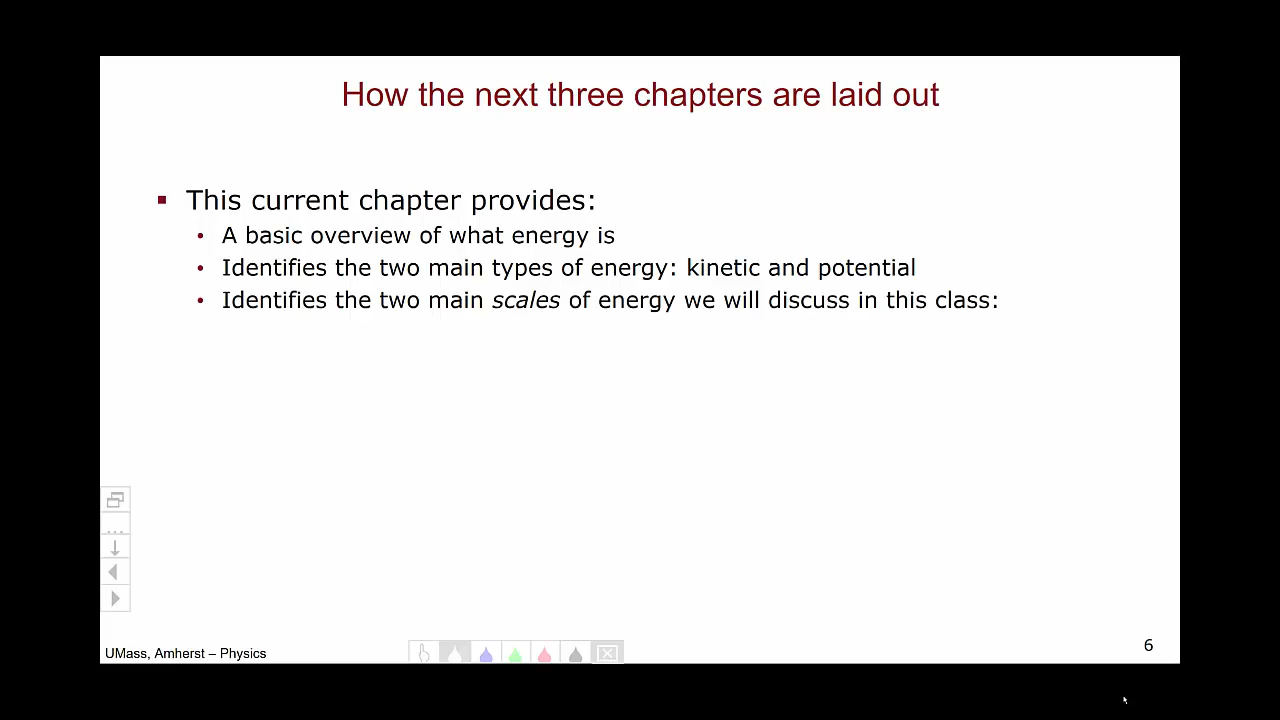 How the next three chapters are laid out
This current chapter provides:
A basic overview of what energy is
Identifies the two main types of energy: kinetic and potential
Identifies the two main scales of energy we will discuss in this class:
UMass, Amherst – Physics
6